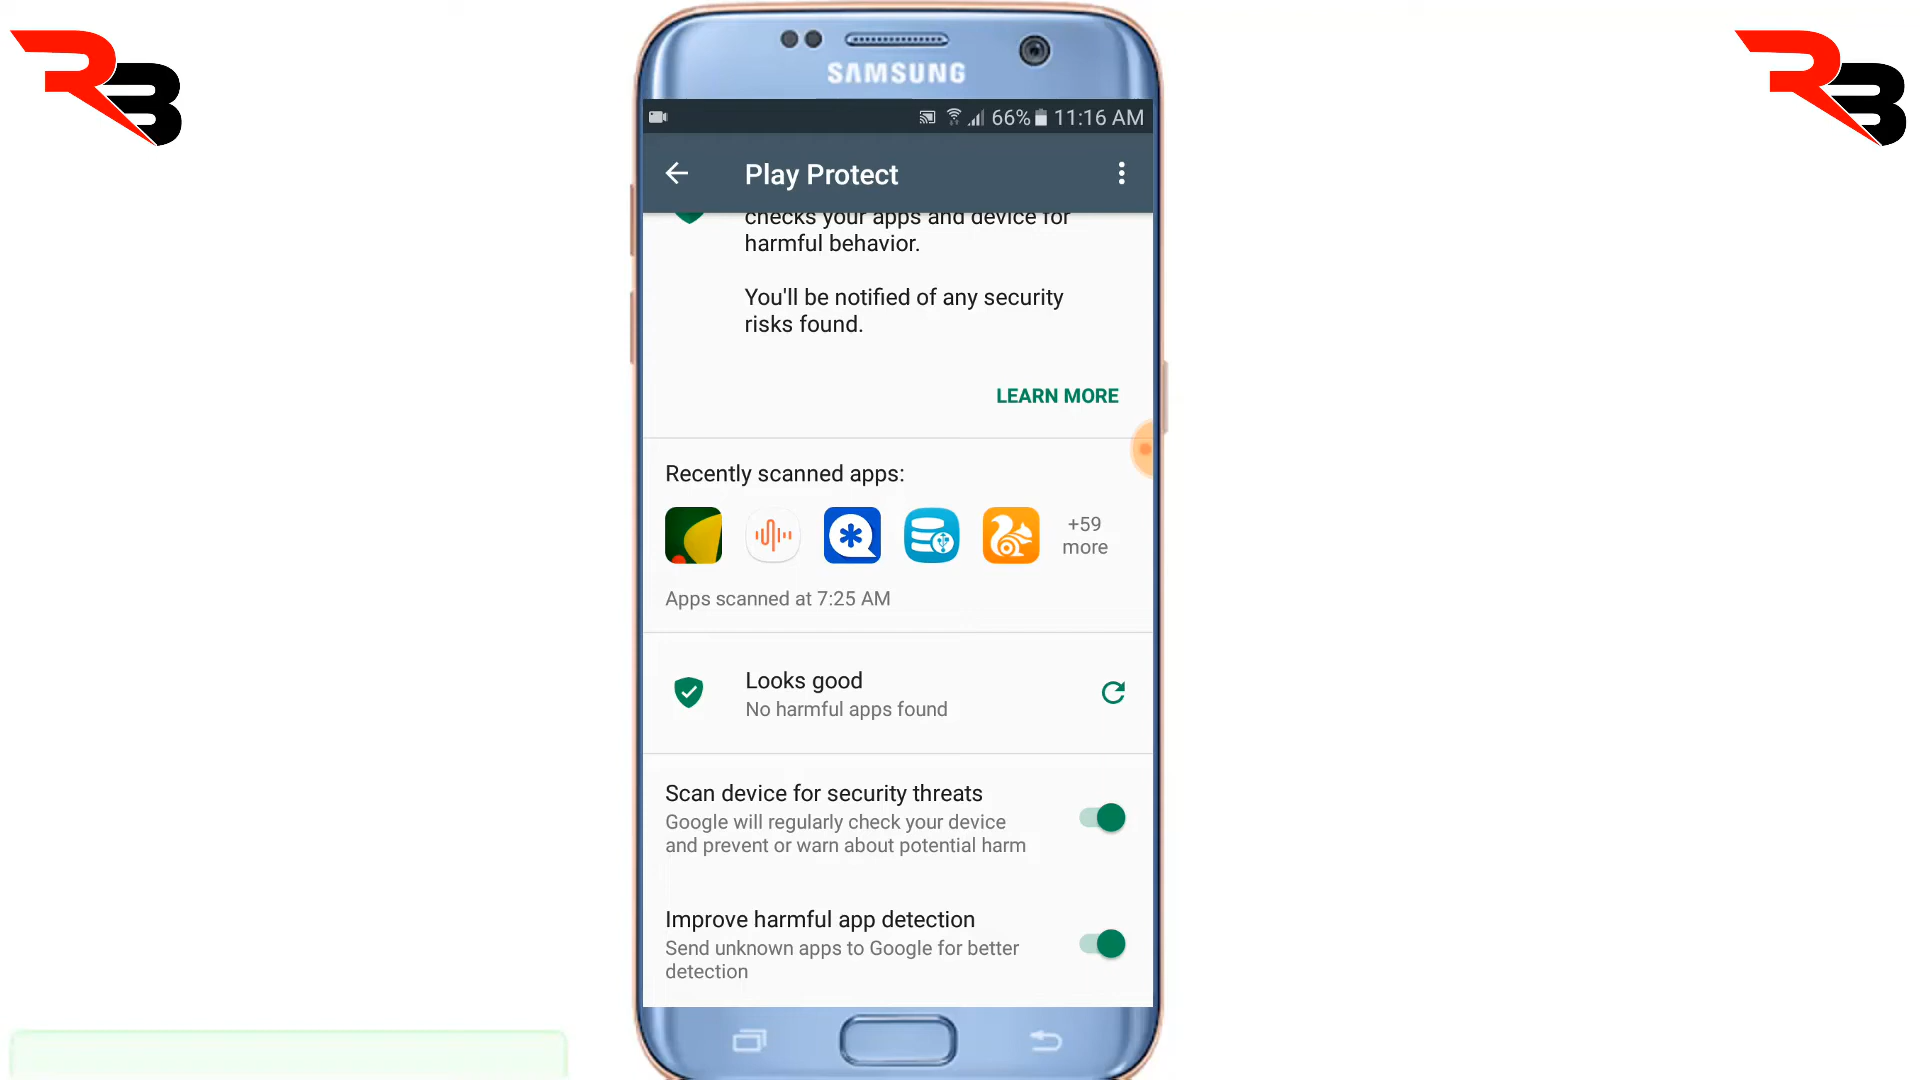 RB
RB
SAMSUNG
66% 11:16 AM
Play Protect
checks your apps and device for
harmful behavior.
You'll be notified of any security
risks found.
LEARN MORE
Recently scanned apps:
+59
more
Apps scanned at 7:25 AM
Looks good
No harmful apps found
Scan device for security threats
Google will regularly check your device
and prevent or warn about potential harm
Improve harmful app detection
Send unknown apps to Google for better
detection